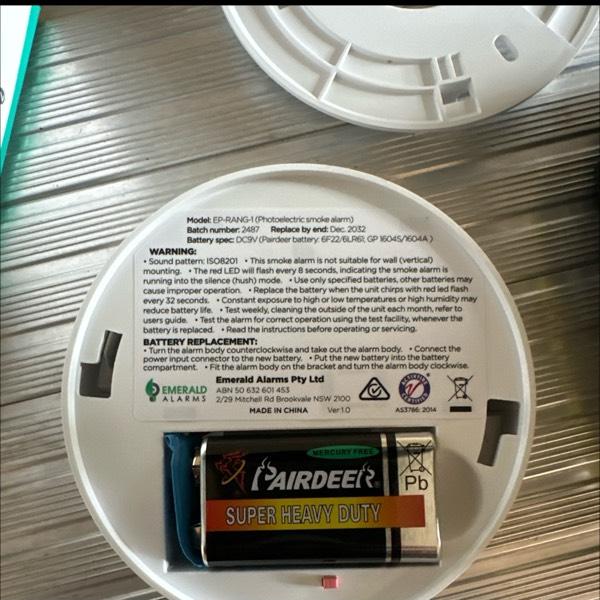 Model: EP-RANG-1 (Photoelectric smoke alarm)
Batch number: 2487 Replace by end: Dec. 2032
Battery spec: DC9V (Pairdeer battery: 6F22/6LR61; GP 1604S/1604A )
WARNING:
• Sound pattern: ISO8201 • This smoke alarm is not suitable for wall (vertical)
mounting. • The red LED will flash every 8 seconds, indicating the smoke alarm is
running into the silence (hush) mode. • Use only specified batteries, other batteries may
cause improper operation. • Replace the battery when the unit chirps with red led flash
every 32 seconds. • Constant exposure to high or low temperatures or high humidity may
reduce battery life. • Test weekly, cleaning the outside of the unit each month, refer to
users guide. • Test the alarm for correct operation using the test facility, whenever the
battery is replaced. • Read the instructions before operating or servicing.
BATTERY REPLACEMENT:
• Turn the alarm body counterclockwise and take out the alarm body. • Connect the
power input connector to the new battery. • Put the new battery into the battery
compartment. • Fit the alarm body on the bracket and turn the alarm body clockwise.
EMERALD
ALARMS
Emerald Alarms Pty Ltd
ABN 50 632 601 453
2/29 Mitchell Rd Brookvale NSW 2100
MADE IN CHINA Ver 1.0
AS3786: 2014
MERCURY FREE
PAIRDEER
Pb
SUPER HEAVY DUTY